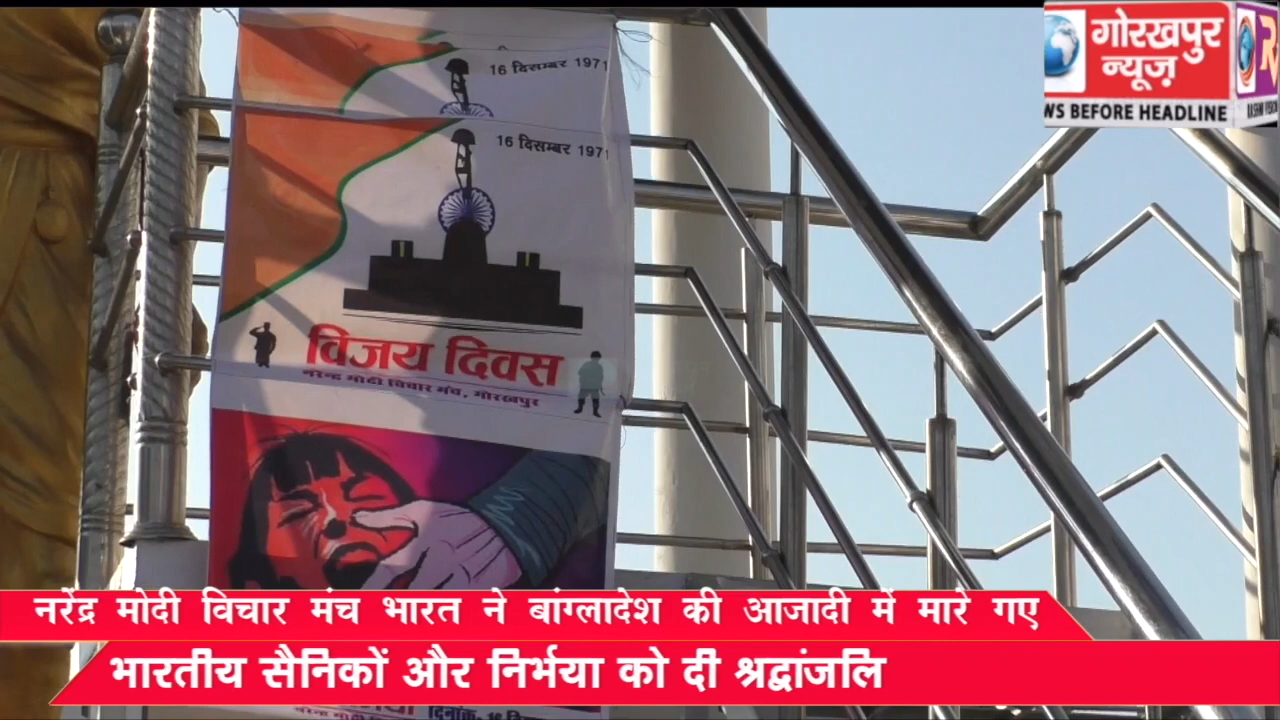 16 दिसम्बर 1971
16 दिसम्बर 1971
विजय दिवस
नरेन्द्र मोदी विचार मंच, गोरखपुर
गोरखपुर
न्यूज़
WS BEFORE HEADLINE
नरेंद्र मोदी विचार मंच भारत ने बांग्लादेश की आजादी में मारे गए
भारतीय सैनिकों और निर्भया को दी श्रद्वांजलि